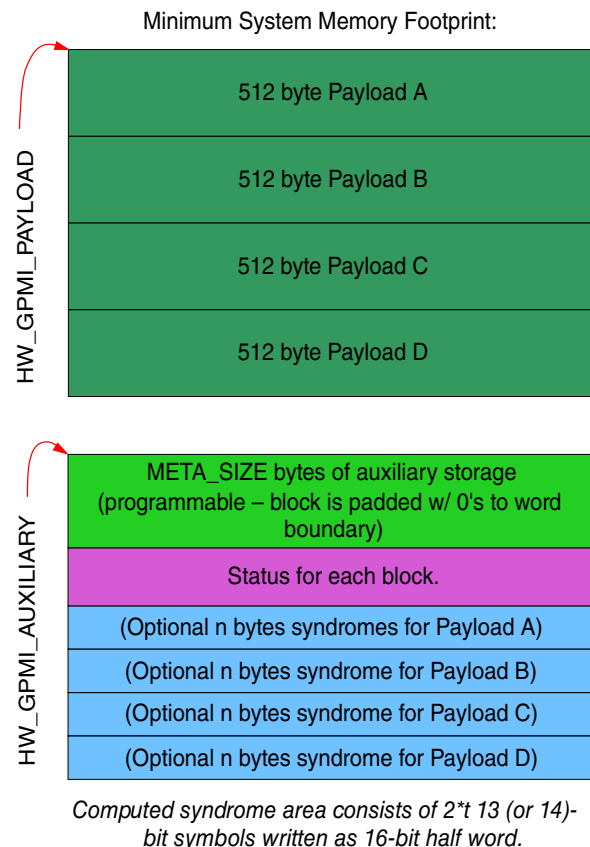 Minimum System Memory Footprint:
HW_GPMI_PAYLOAD
512 byte Payload A
512 byte Payload B
512 byte Payload C
512 byte Payload D
HW_GPMI_AUXILIARY
META_SIZE bytes of auxiliary storage
(programmable – block is padded w/ 0's to word
boundary)
Status for each block.
(Optional n bytes syndromes for Payload A)
(Optional n bytes syndrome for Payload B)
(Optional n bytes syndrome for Payload C)
(Optional n bytes syndrome for Payload D)
Computed syndrome area consists of 2*t 13 (or 14)-
bit symbols written as 16-bit half word.